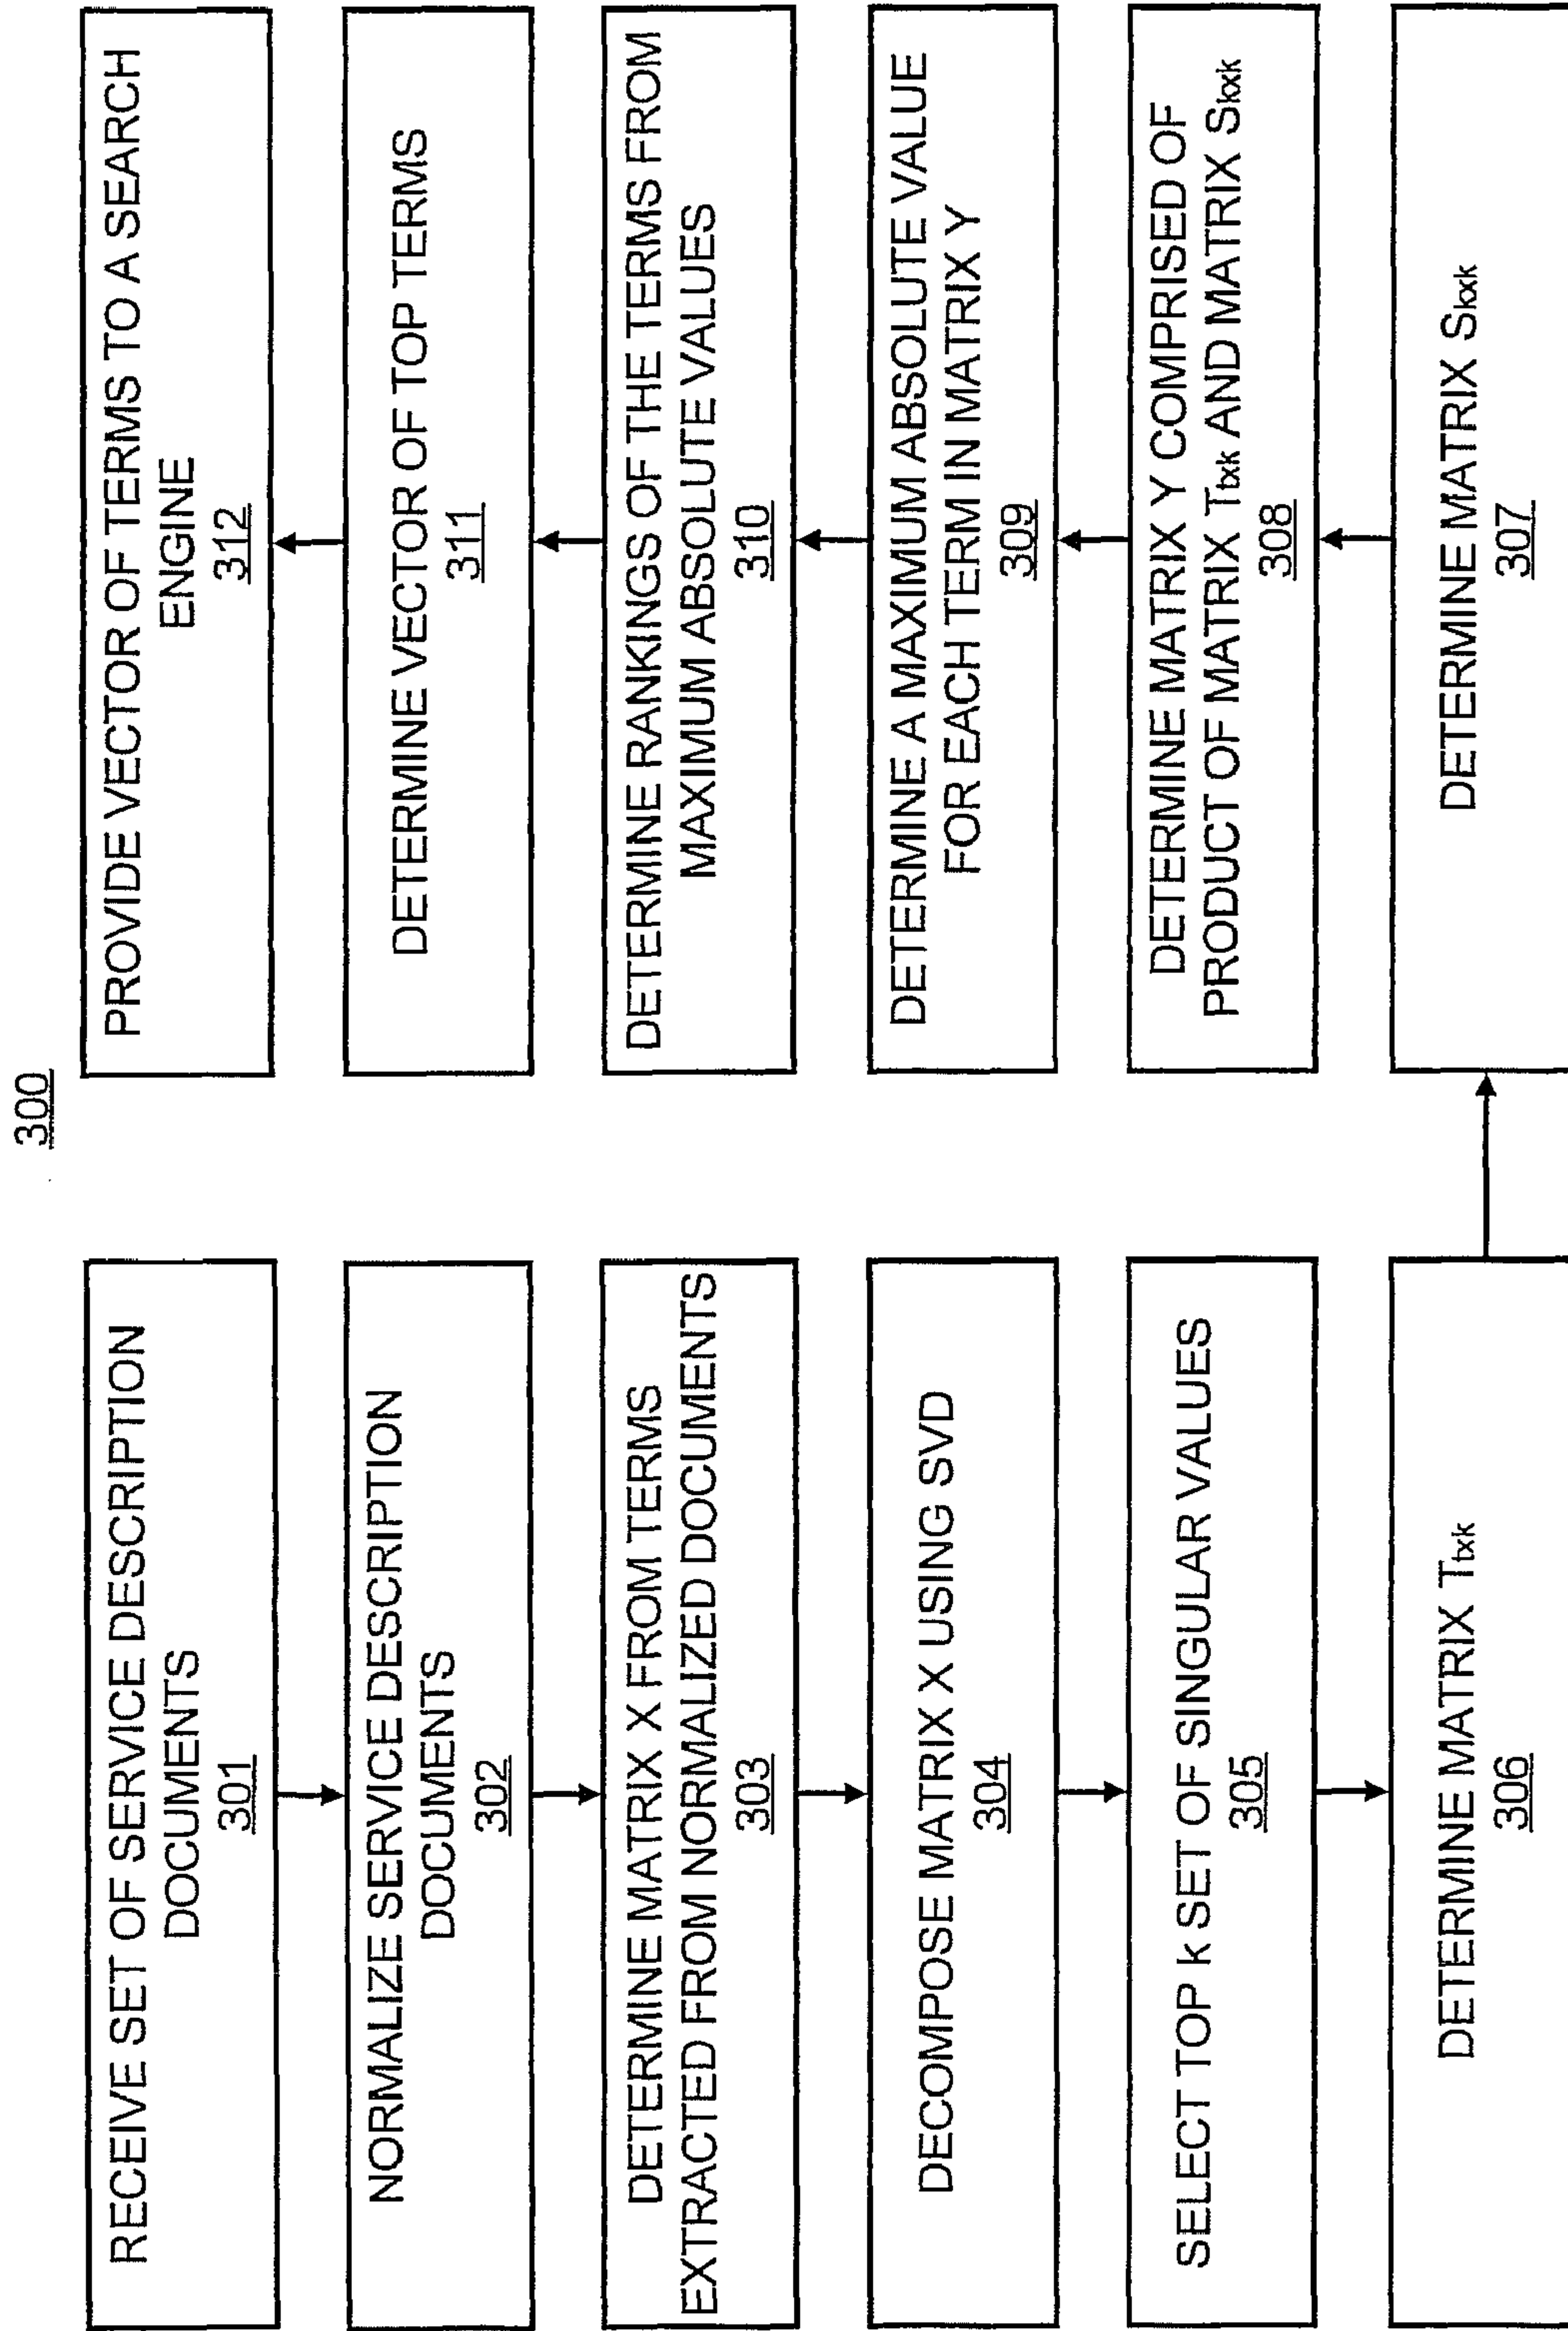 300
RECEIVE SET OF SERVICE DESCRIPTION
DOCUMENTS
301
NORMALIZE SERVICE DESCRIPTION
DOCUMENTS
302
DETERMINE MATRIX X FROM TERMS
EXTRACTED FROM NORMALIZED DOCUMENTS
303
DECOMPOSE MATRIX X USING SVD
304
SELECT TOP k SET OF SINGULAR VALUES
305
DETERMINE MATRIX Ttxk
306
DETERMINE MATRIX Skxk
307
DETERMINE MATRIX Y COMPRISED OF
PRODUCT OF MATRIX Ttxk AND MATRIX Skxk
308
DETERMINE A MAXIMUM ABSOLUTE VALUE
FOR EACH TERM IN MATRIX Y
309
DETERMINE RANKINGS OF THE TERMS FROM
MAXIMUM ABSOLUTE VALUES
310
DETERMINE VECTOR OF TOP TERMS
311
PROVIDE VECTOR OF TERMS TO A SEARCH
ENGINE
312